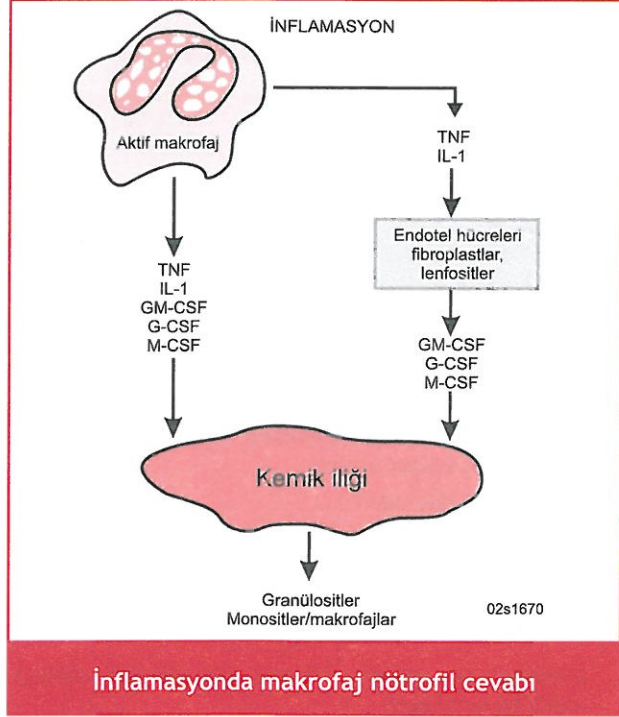 İNFLAMASYON
Aktif makrofaj
TNF
IL-1
Endotel hücreleri
fibroplastlar,
lenfositler
TNF
IL-1
GM-CSF
G-CSF
M-CSF
GM-CSF
G-CSF
M-CSF
Kemik iliği
Granülositler
Monositler/makrofajlar
02s1670
İnflamasyonda makrofaj nötrofil cevabı